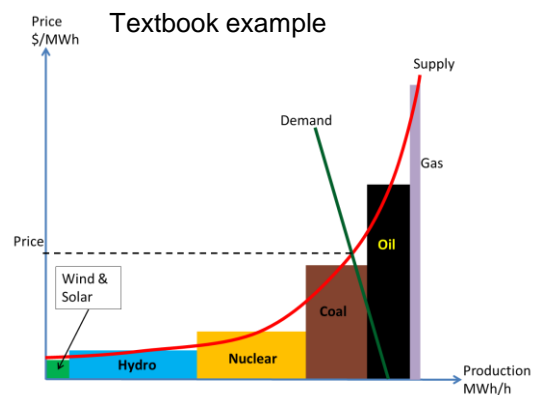 Textbook example
Price
$/MWh
Supply
Demand
Gas
Price
Oil
Wind &
Solar
Coal
Hydro
Nuclear
Production
MWh/h